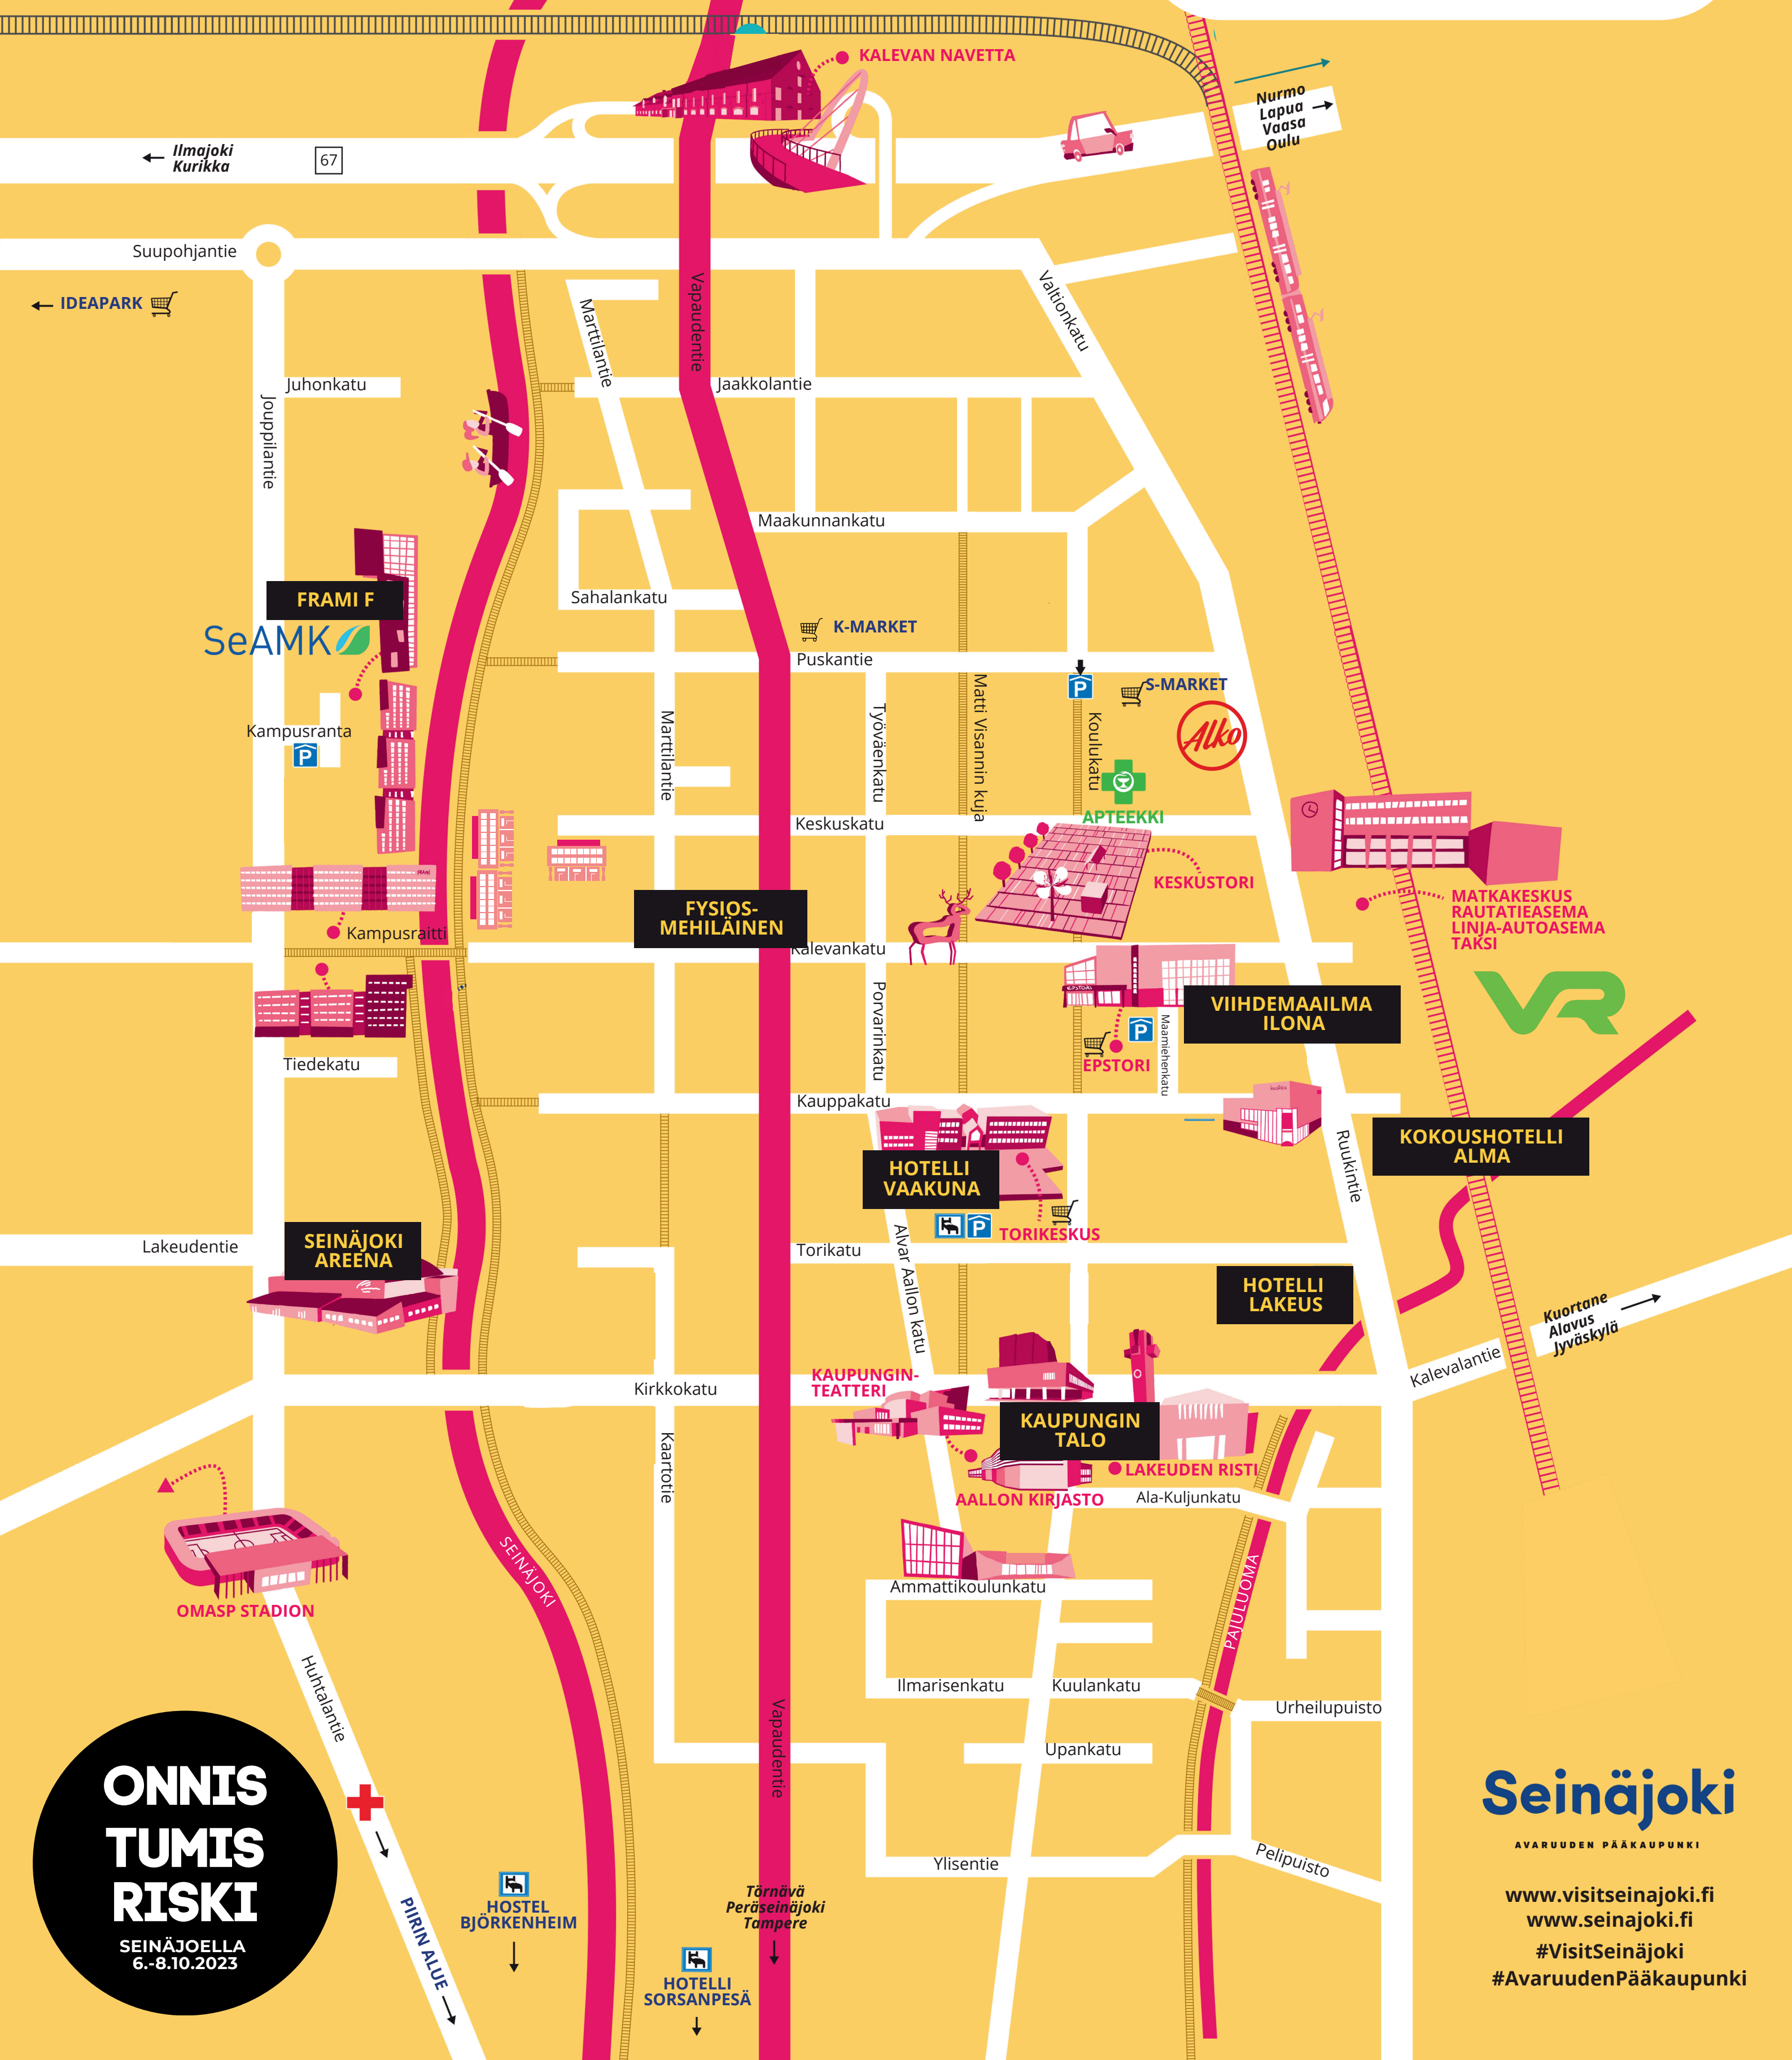 KALEVAN NAVETTA
Nurmo
Lapua
Vaasa
Oulu
Ilmajoki
Kurikka
67
Suupohjantie
IDEAPARK
Vapaudentie
Valtionkatu
Marttilantie
Juhonkatu
Jaakkolantie
Jouppilantie
Maakunnankatu
FRAMI F
SeAMK
Sahalankatu
K-MARKET
Puskantie
P
S-MARKET
Alko
Kampusranta
P
Marttilantie
Työväenkatu
Matti Visannin kuja
Koulukatu
APTEEKKI
Keskuskatu
FRAMI
KESKUSTORI
MATKAKESKUS
RAUTATIEASEMA
LINJA-AUTOASEMA
TAKSI
FYSIOS-
MEHILÄINEN
Kampusraitti
Kalevankatu
VR
EPSTORI
VIIHDEMAAILMA
ILONA
Porvarinkatu
P
Maamiehenkatu
EPSTORI
Tiedekatu
Kauppakatu
KOKOUSHOTELLI
ALMA
Ruukintie
HOTELLI
VAAKUNA
P
TORIKESKUS
SEINÄJOKI
AREENA
Lakeudentie
Torikatu
Alvar Aallon katu
HOTELLI
LAKEUS
Kuortane
Alavus
Jyväskylä
Kalevalantie
KAUPUNGIN-
TEATTERI
Kirkkokatu
KAUPUNGIN
TALO
Kaartotie
LAKEUDEN RISTI
AALLON KIRJASTO
Ala-Kuljunkatu
SEINÄJOKI
PAJULUOMA
Ammattikoulunkatu
OMASP STADION
Huhtalantie
Ilmarisenkatu
Kuulankatu
Urheilupuisto
Vapaudentie
Upankatu
ONNIS
TUMIS
RISKI
SEINÄJOELLA
6.-8.10.2023
PIIRIN ALUE
HOSTEL
BJÖRKENHEIM
HOTELLI
SORSANPESÄ
Törnävä
Peräseinäjoki
Tampere
Ylisentie
Pelipuisto
Seinäjoki
AVARUUDEN PÄÄKAUPUNKI
www.visitseinajoki.fi
www.seinajoki.fi
#VisitSeinäjoki
#AvaruudenPääkaupunki